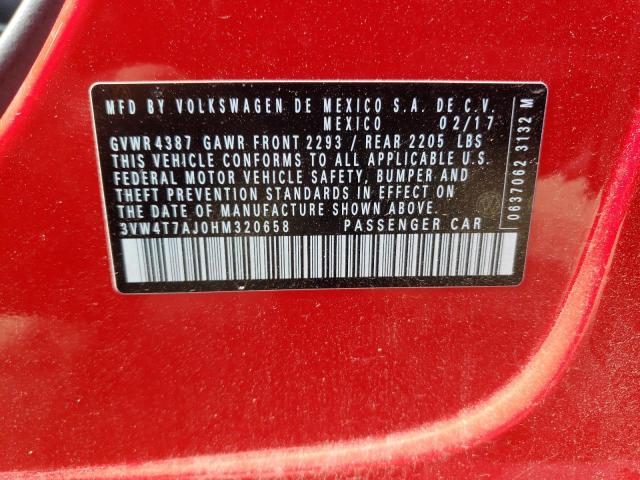 MFD BY VOLKSWAGEN DE MEXICO S.A. DE C.V.
MEXICO 02/17
GVWR 4387 GAWR FRONT 2293 / REAR 2205 LBS
THIS VEHICLE CONFORMS TO ALL APPLICABLE U.S.
FEDERAL MOTOR VEHICLE SAFETY, BUMPER AND
THEFT PREVENTION STANDARDS IN EFFECT ON
THE DATE OF MANUFACTURE SHOWN ABOVE.
3VW4T7AJ0HM320658 PASSENGER CAR
0637062 3132 M